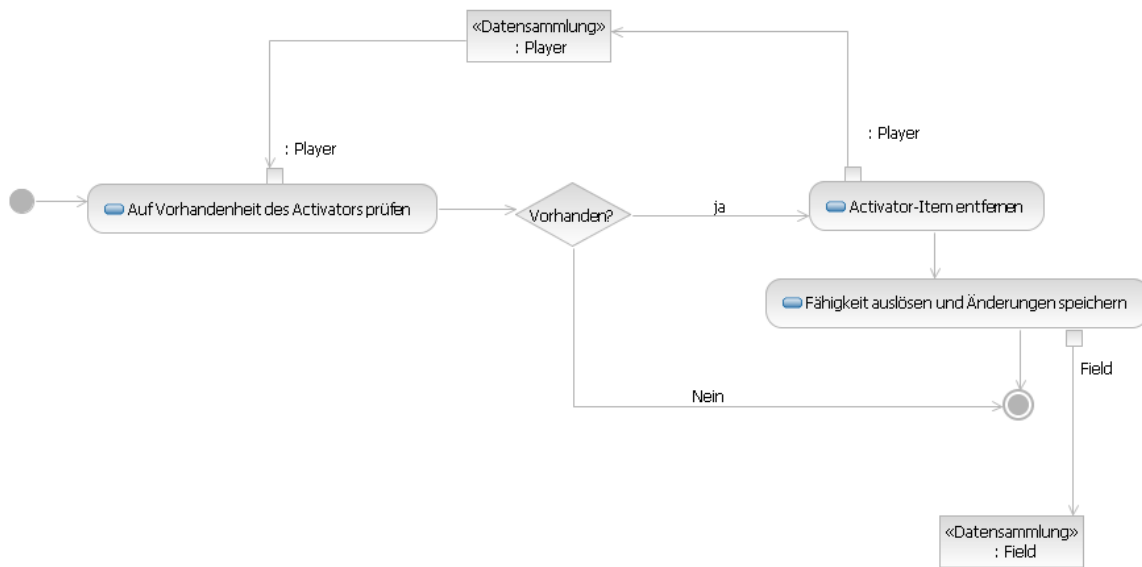 «Datensammlung»
: Player
: Player
: Player
Auf Vorhandenheit des Activators prüfen
Vorhanden?
ja
Activator-Item entfernen
Fähigkeit auslösen und Änderungen speichern
Field
Nein
«Datensammlung»
: Field